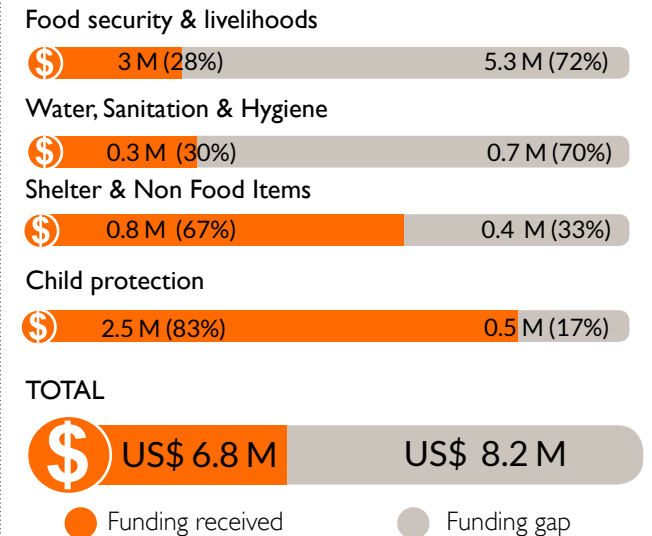 Food security & livelihoods
$ 3 M (28%) 5.3 M (72%)
Water, Sanitation & Hygiene
$ 0.3 M (30%) 0.7 M (70%)
Shelter & Non Food Items
$ 0.8 M (67%) 0.4 M (33%)
Child protection
$ 2.5 M (83%) 0.5 M (17%)
TOTAL
$ US$ 6.8 M US$ 8.2 M
Funding received Funding gap